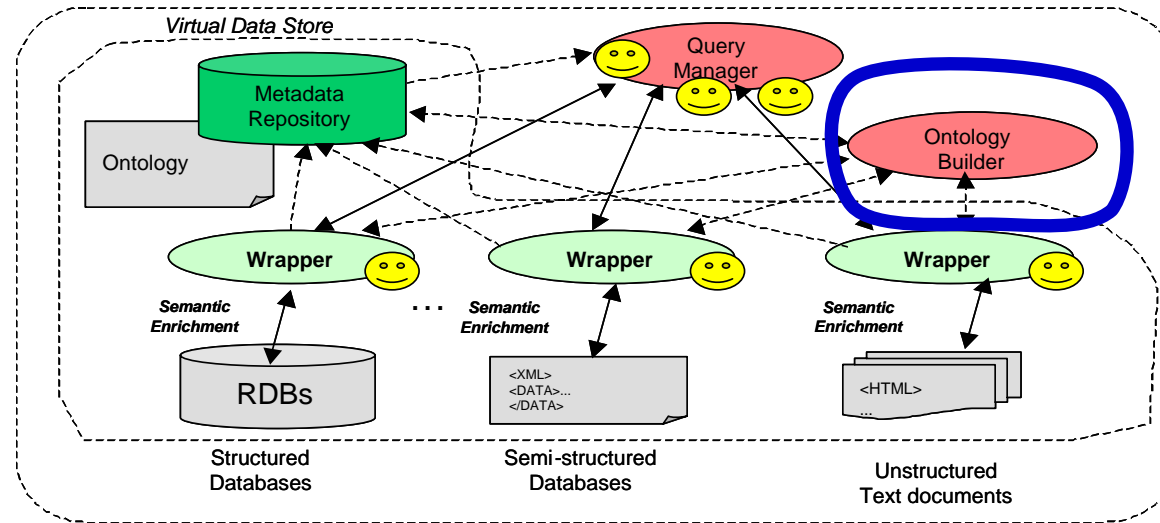 Virtual Data Store
Query
Manager
Metadata
Repository
Ontology
Ontology
Builder
Wrapper
Wrapper
Wrapper
Semantic
Enrichment
...
Semantic
Enrichment
Semantic
Enrichment
RDBs
<XML>
<DATA>...
</DATA>
<HTML>
...
Structured
Databases
Semi-structured
Databases
Unstructured
Text documents